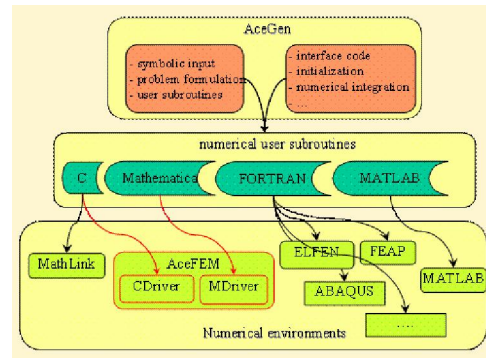 AceGen
- symbolic input
- problem formulation
- user subroutines
- interface code
- initialization
- numerical integration
- ...
numerical user subroutines
C
Mathematica
FORTRAN
MATLAB
MathLink
AceFEM
CDriver
MDriver
ELFEN
FEAP
ABAQUS
MATLAB
....
Numerical environments